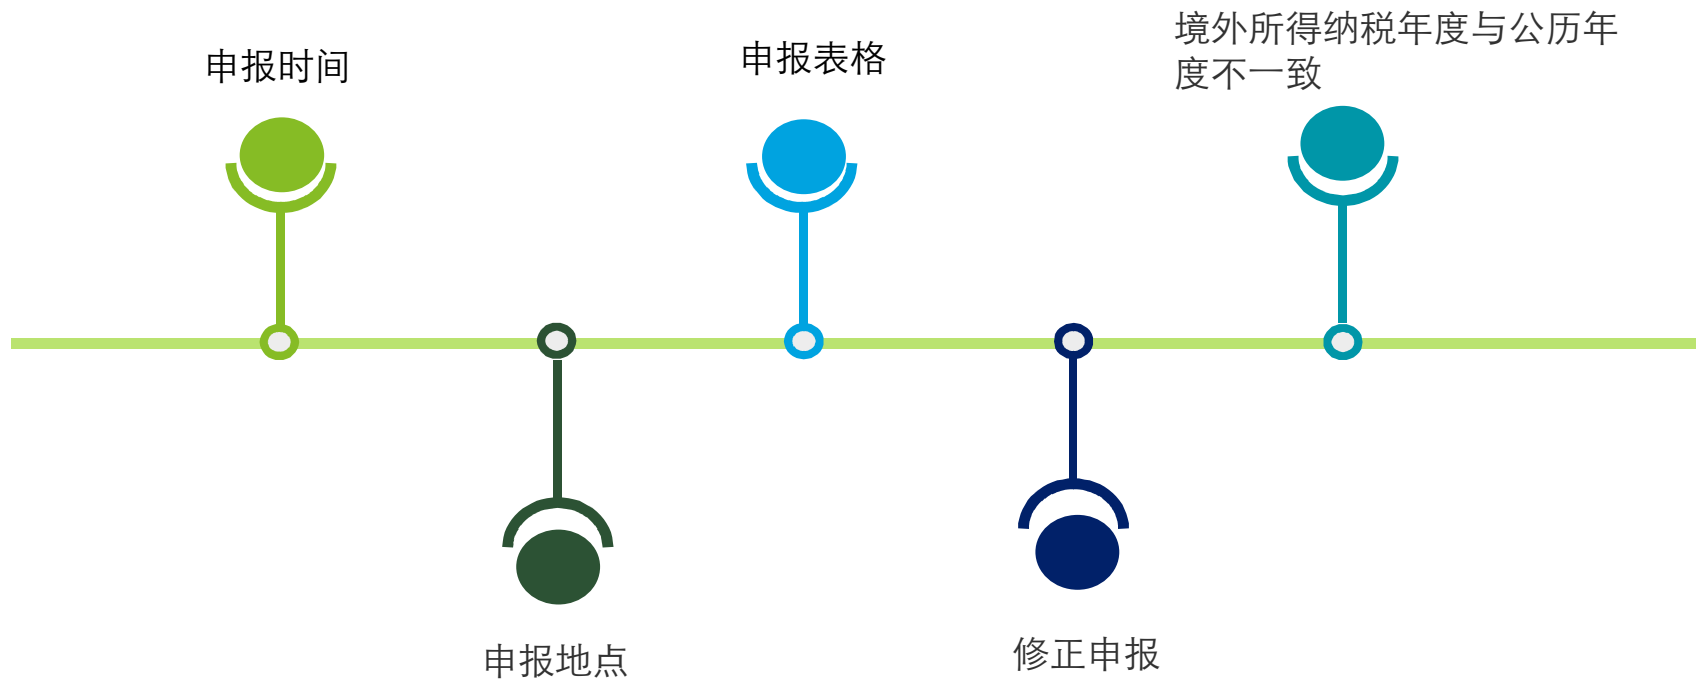 申报时间
申报表格
境外所得纳税年度与公历年
度不一致
申报地点
修正申报